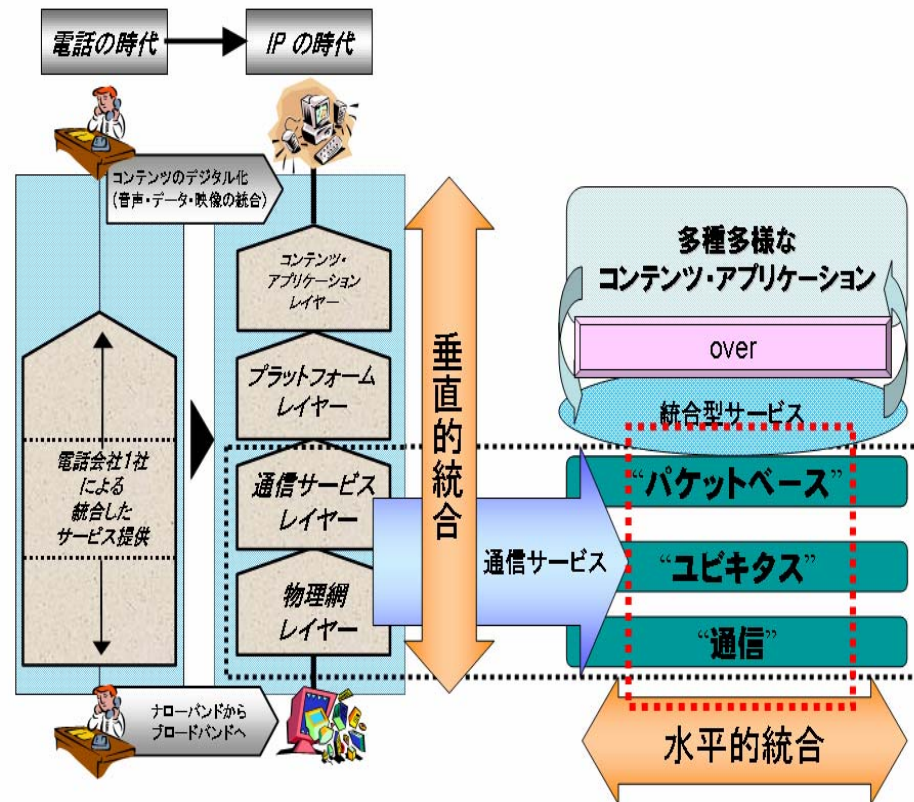 電話の時代
IP の時代
コンテンツのデジタル化
(音声・データ・映像の統合)
コンテンツ・
アプリケーション
レイヤー
プラットフォーム
レイヤー
通信サービス
レイヤー
物理網
レイヤー
電話会社1社
による
統合した
サービス提供
ナローバンドから
ブロードバンドへ
垂直的統合
通信サービス
多種多様な
コンテンツ・アプリケーション
over
統合型サービス
“パケットベース”
“ユビキタス”
“通信”
水平的統合